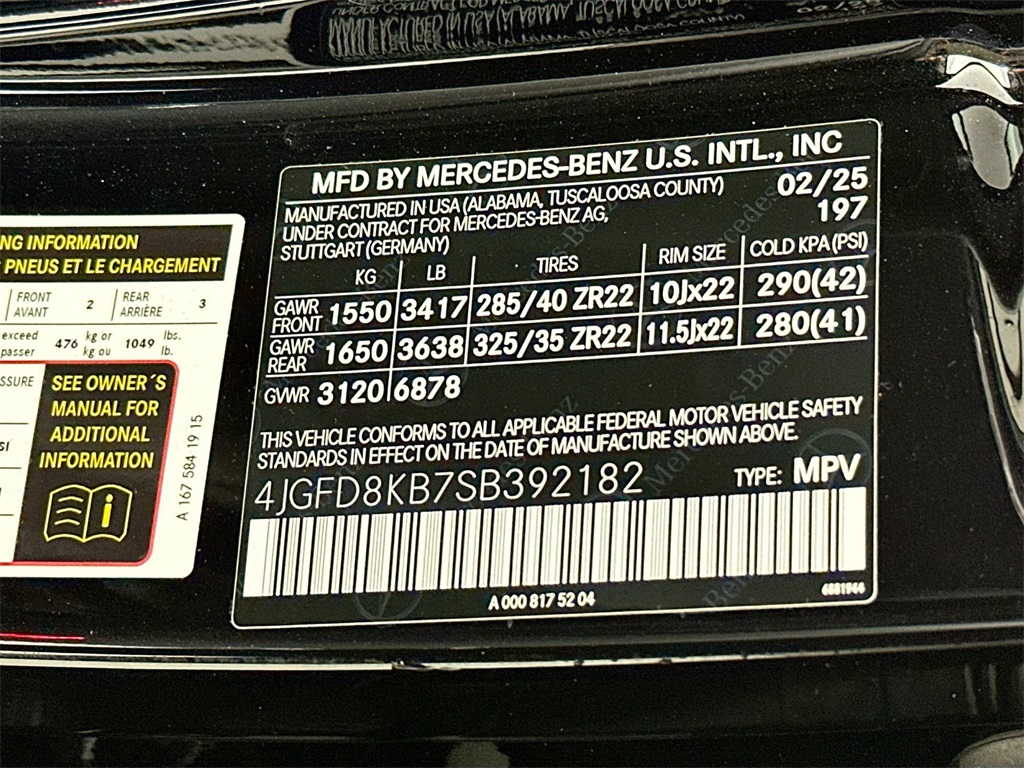 MFD BY MERCEDES-BENZ U.S. INTL., INC
MANUFACTURED IN USA (ALABAMA, TUSCALOOSA COUNTY) 02/25
UNDER CONTRACT FOR MERCEDES-BENZ AG, 197
STUTTGART (GERMANY)
KG LB TIRES RIM SIZE COLD KPA (PSI)
GAWR FRONT 1550 3417 285/40 ZR22 10Jx22 290(42)
GAWR REAR 1650 3638 325/35 ZR22 11.5Jx22 280(41)
GVWR 3120 6878
THIS VEHICLE CONFORMS TO ALL APPLICABLE FEDERAL MOTOR VEHICLE SAFETY
STANDARDS IN EFFECT ON THE DATE OF MANUFACTURE SHOWN ABOVE.
4JGFD8KB7SB392182 TYPE: MPV
A 000 817 52 04
NG INFORMATION
PNEUS ET LE CHARGEMENT
FRONT AVANT 2 REAR ARRIÈRE 3
exceed 476 kg or 1049 lbs.
passer kg ou lb.
SSURE
SEE OWNER´S
MANUAL FOR
ADDITIONAL
INFORMATION
A 167 584 19 15